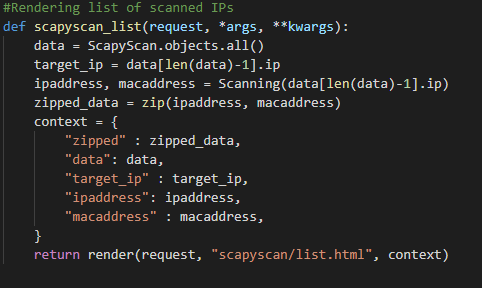 #Rendering list of scanned IPs
def scapyscan_list(request, *args, **kwargs):
    data = ScapyScan.objects.all()
    target_ip = data[len(data)-1].ip
    ipaddress, macaddress = Scanning(data[len(data)-1].ip)
    zipped_data = zip(ipaddress, macaddress)
    context = {
        "zipped" : zipped_data,
        "data": data,
        "target_ip" : target_ip,
        "ipaddress": ipaddress,
        "macaddress" : macaddress,
    }
    return render(request, "scapyscan/list.html", context)